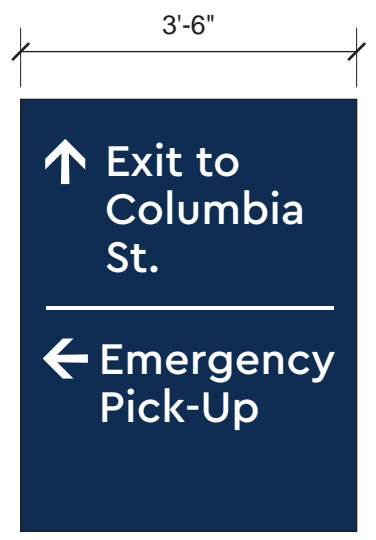 3'-6"
↑ Exit to
Columbia
St.
← Emergency
Pick-Up